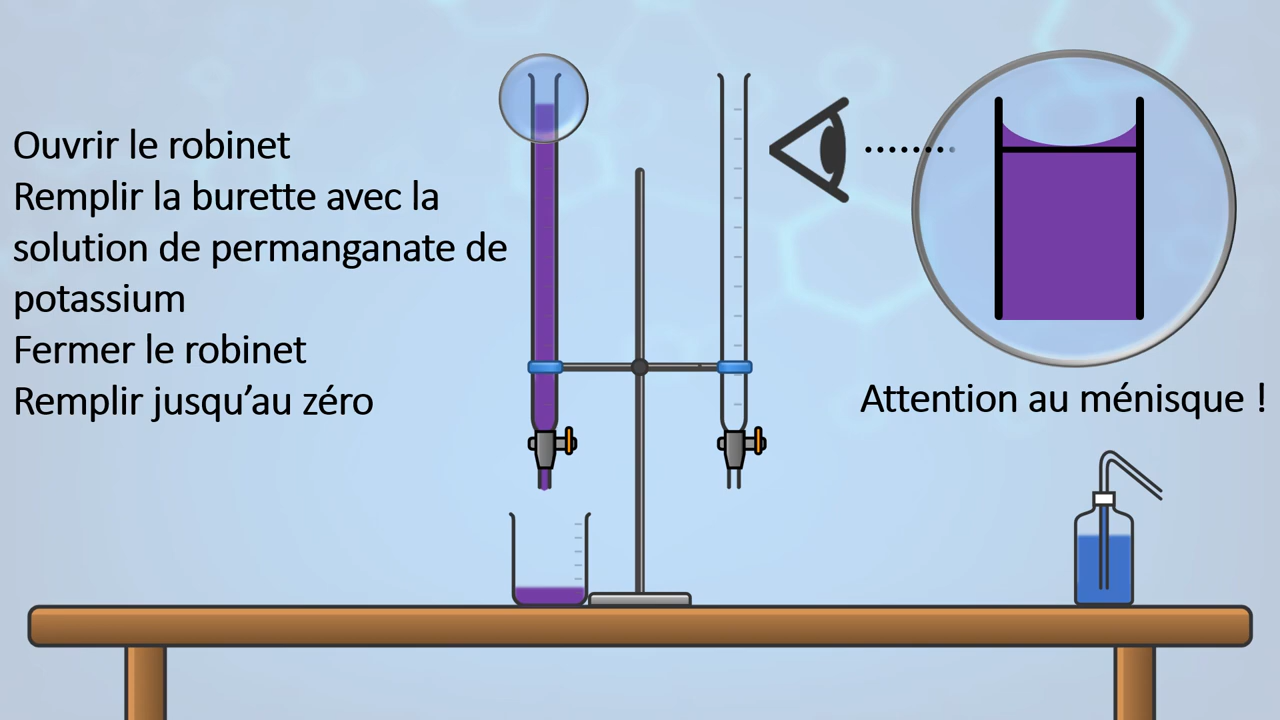 Ouvrir le robinet
Remplir la burette avec la
solution de permanganate de
potassium
Fermer le robinet
Remplir jusqu’au zéro
Attention au ménisque !